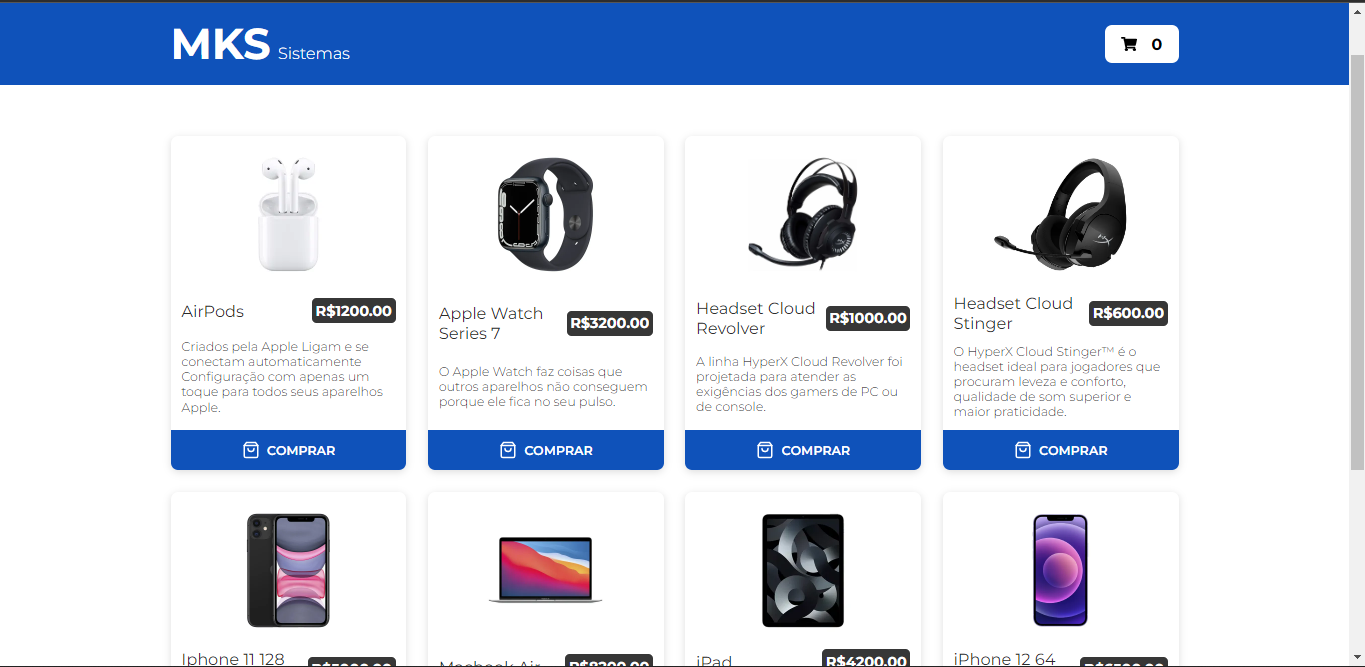 MKS Sistemas
0
AirPods
R$1200.00
Criados pela Apple Ligam e se
conectam automaticamente
Configuração com apenas um
toque para todos seus aparelhos
Apple.
COMPRAR
Apple Watch
Series 7
R$3200.00
O Apple Watch faz coisas que
outros aparelhos não conseguem
porque ele fica no seu pulso.
COMPRAR
Headset Cloud
Revolver
R$1000.00
A linha HyperX Cloud Revolver foi
projetada para atender as
exigências dos gamers de PC ou
de console.
COMPRAR
Headset Cloud
Stinger
R$600.00
O HyperX Cloud Stinger™ é o
headset ideal para jogadores que
procuram leveza e conforto,
qualidade de som superior e
maior praticidade.
COMPRAR
Iphone 11 128
Macbook Air
R$8200.00
iPad
R$4200.00
iPhone 12 64